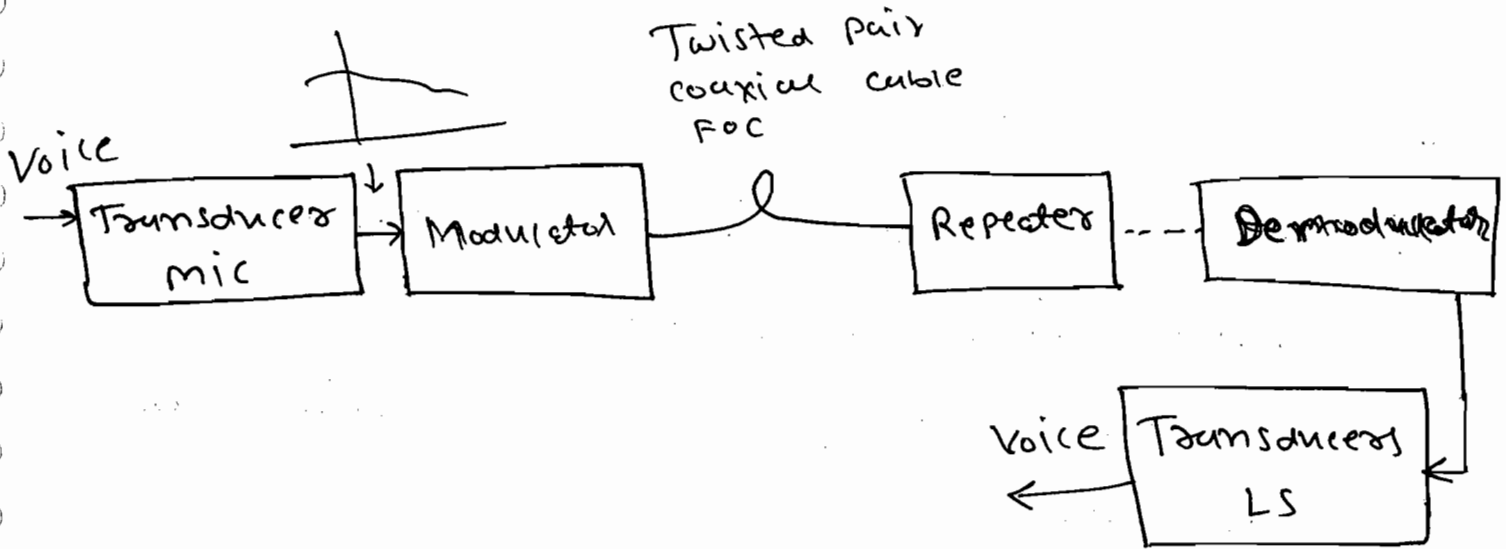 Twisted pair
coaxial cable
FOC
Voice
Transducer
mic
Modulator
Repeater
Demodulator
Voice
Transducers
LS